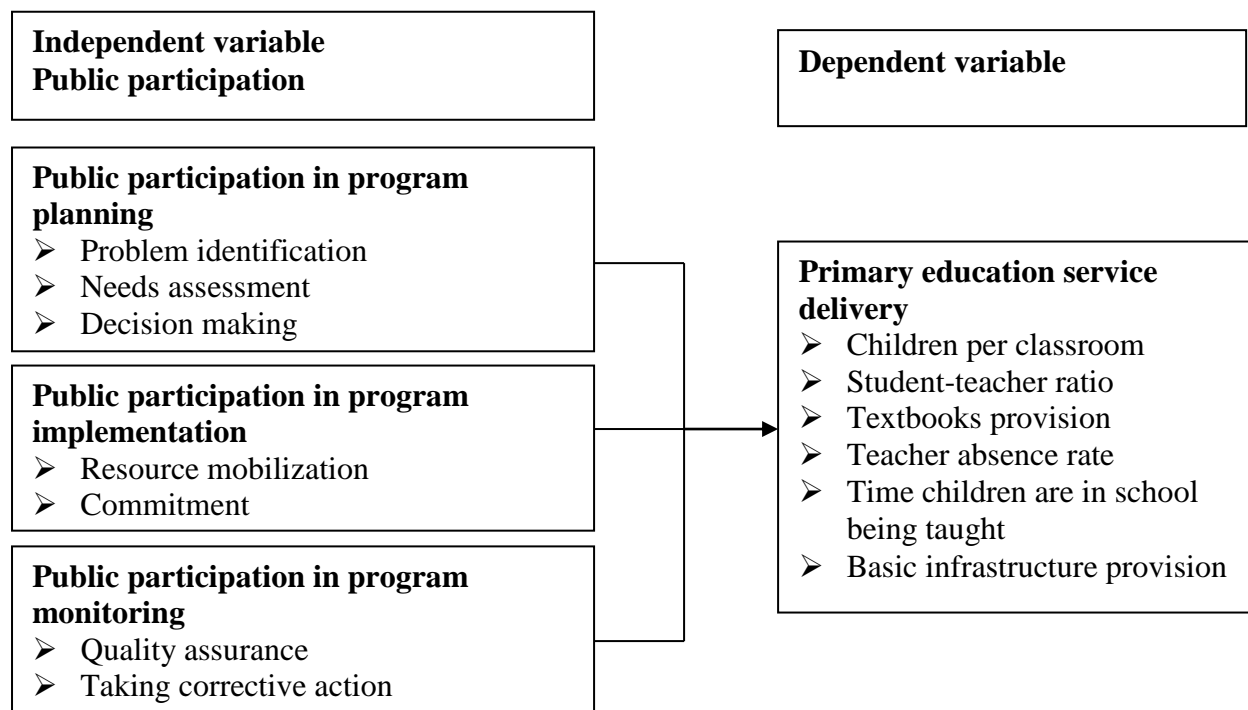 Independent variable
Public participation
Dependent variable
Public participation in program
planning
➢ Problem identification
➢ Needs assessment
➢ Decision making
Public participation in program
implementation
➢ Resource mobilization
➢ Commitment
Public participation in program
monitoring
➢ Quality assurance
➢ Taking corrective action
Primary education service
delivery
➢ Children per classroom
➢ Student-teacher ratio
➢ Textbooks provision
➢ Teacher absence rate
➢ Time children are in school
being taught
➢ Basic infrastructure provision